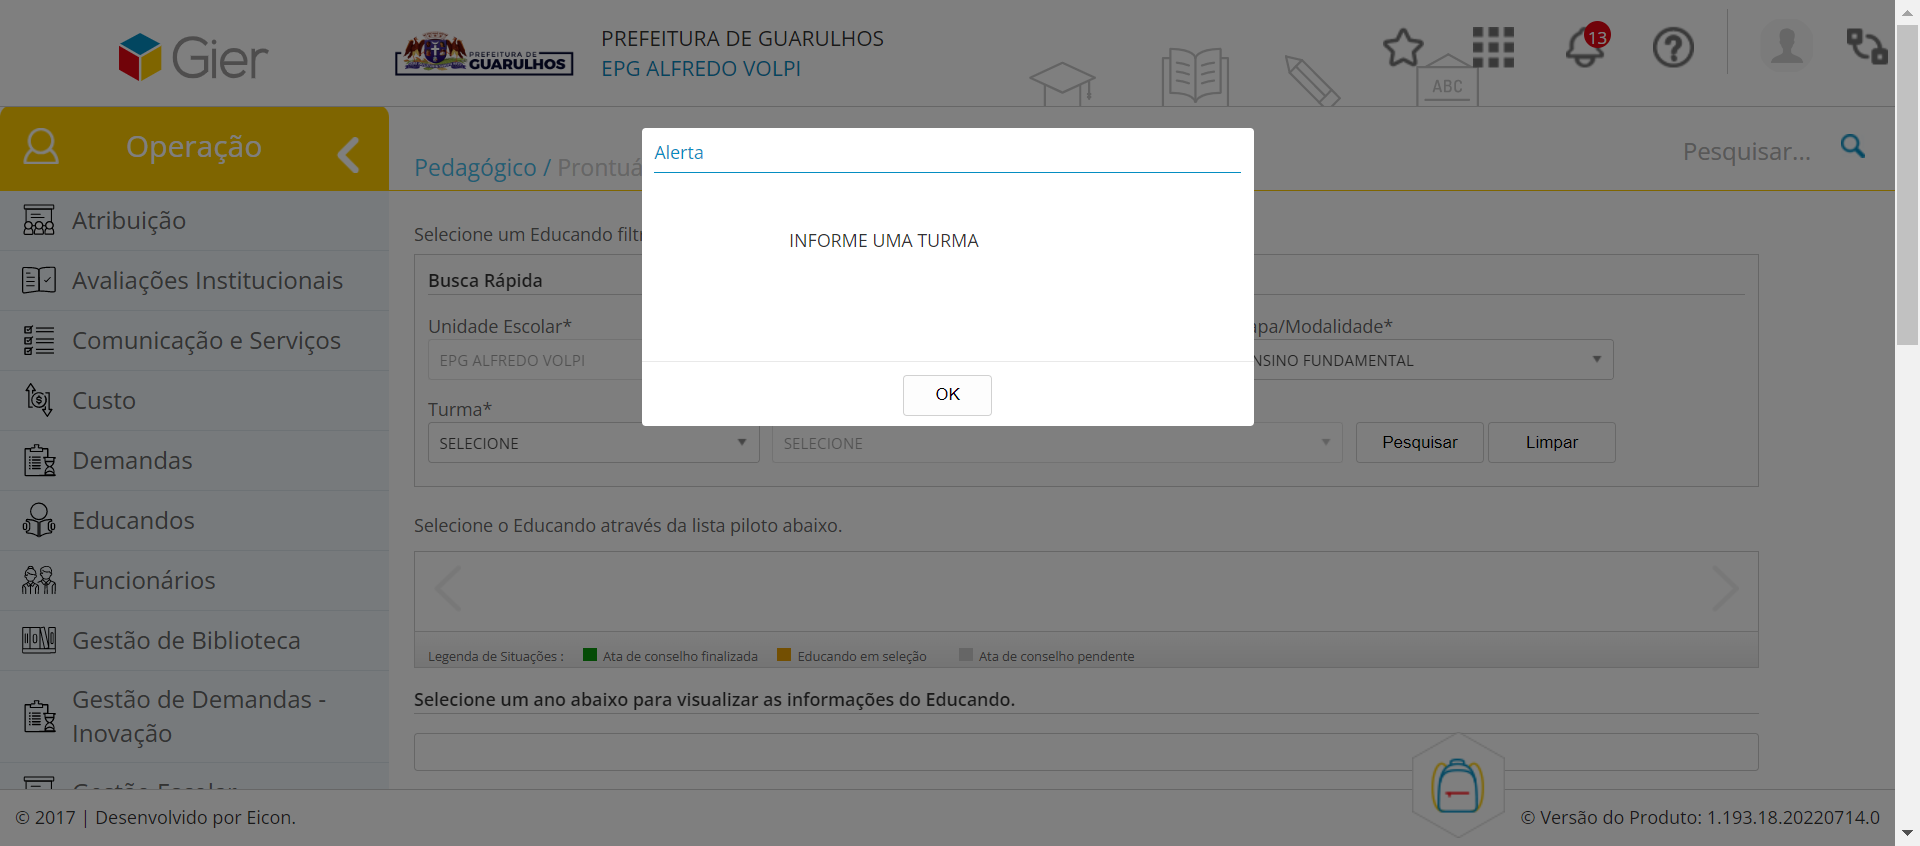 Gier
PREFEITURA DE
GUARULHOS
PREFEITURA DE GUARULHOS
EPG ALFREDO VOLPI
ABC
13
Operação
Pedagógico /
Pesquisar...
Alerta
INFORME UMA TURMA
OK
Atribuição
Avaliações Institucionais
Comunicação e Serviços
Custo
Demandas
Educandos
Funcionários
Gestão de Biblioteca
Gestão de Demandas -
Inovação
Gestão Escolar
Selecione um Educando
Busca Rápida
Unidade Escolar*
EPG ALFREDO VOLPI
apa/Modalidade*
NSINO FUNDAMENTAL
Turma*
SELECIONE
SELECIONE
Pesquisar
Limpar
Selecione o Educando através da lista piloto abaixo.
Legenda de Situações :
Ata de conselho finalizada
Educando em seleção
Ata de conselho pendente
Selecione um ano abaixo para visualizar as informações do Educando.
© 2017 | Desenvolvido por Eicon.
© Versão do Produto: 1.193.18.20220714.0